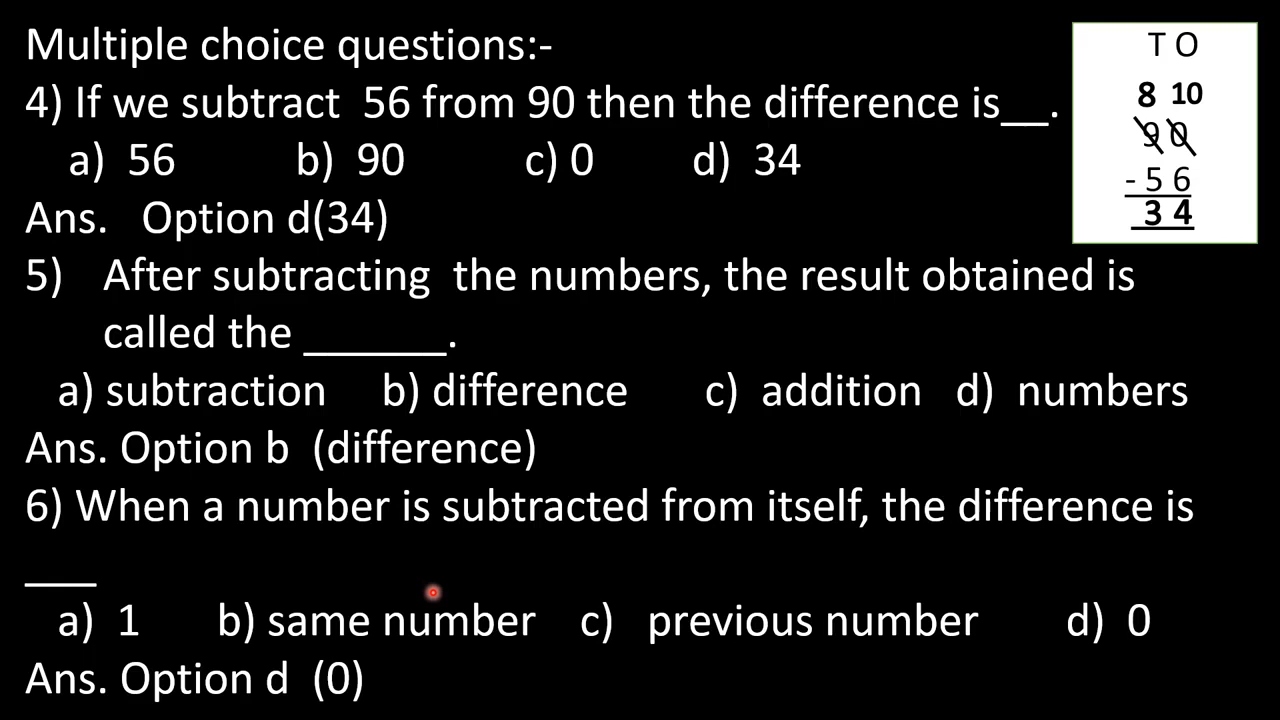 Multiple choice questions:-
4) If we subtract 56 from 90 then the difference is__.
a) 56 b) 90 c) 0 d) 34
Ans. Option d(34)
5) After subtracting the numbers, the result obtained is
called the ______.
a) subtraction b) difference c) addition d) numbers
Ans. Option b (difference)
6) When a number is subtracted from itself, the difference is
___
a) 1 b) same number c) previous number d) 0
Ans. Option d (0)
T O
8 10
9 0
- 5 6
3 4